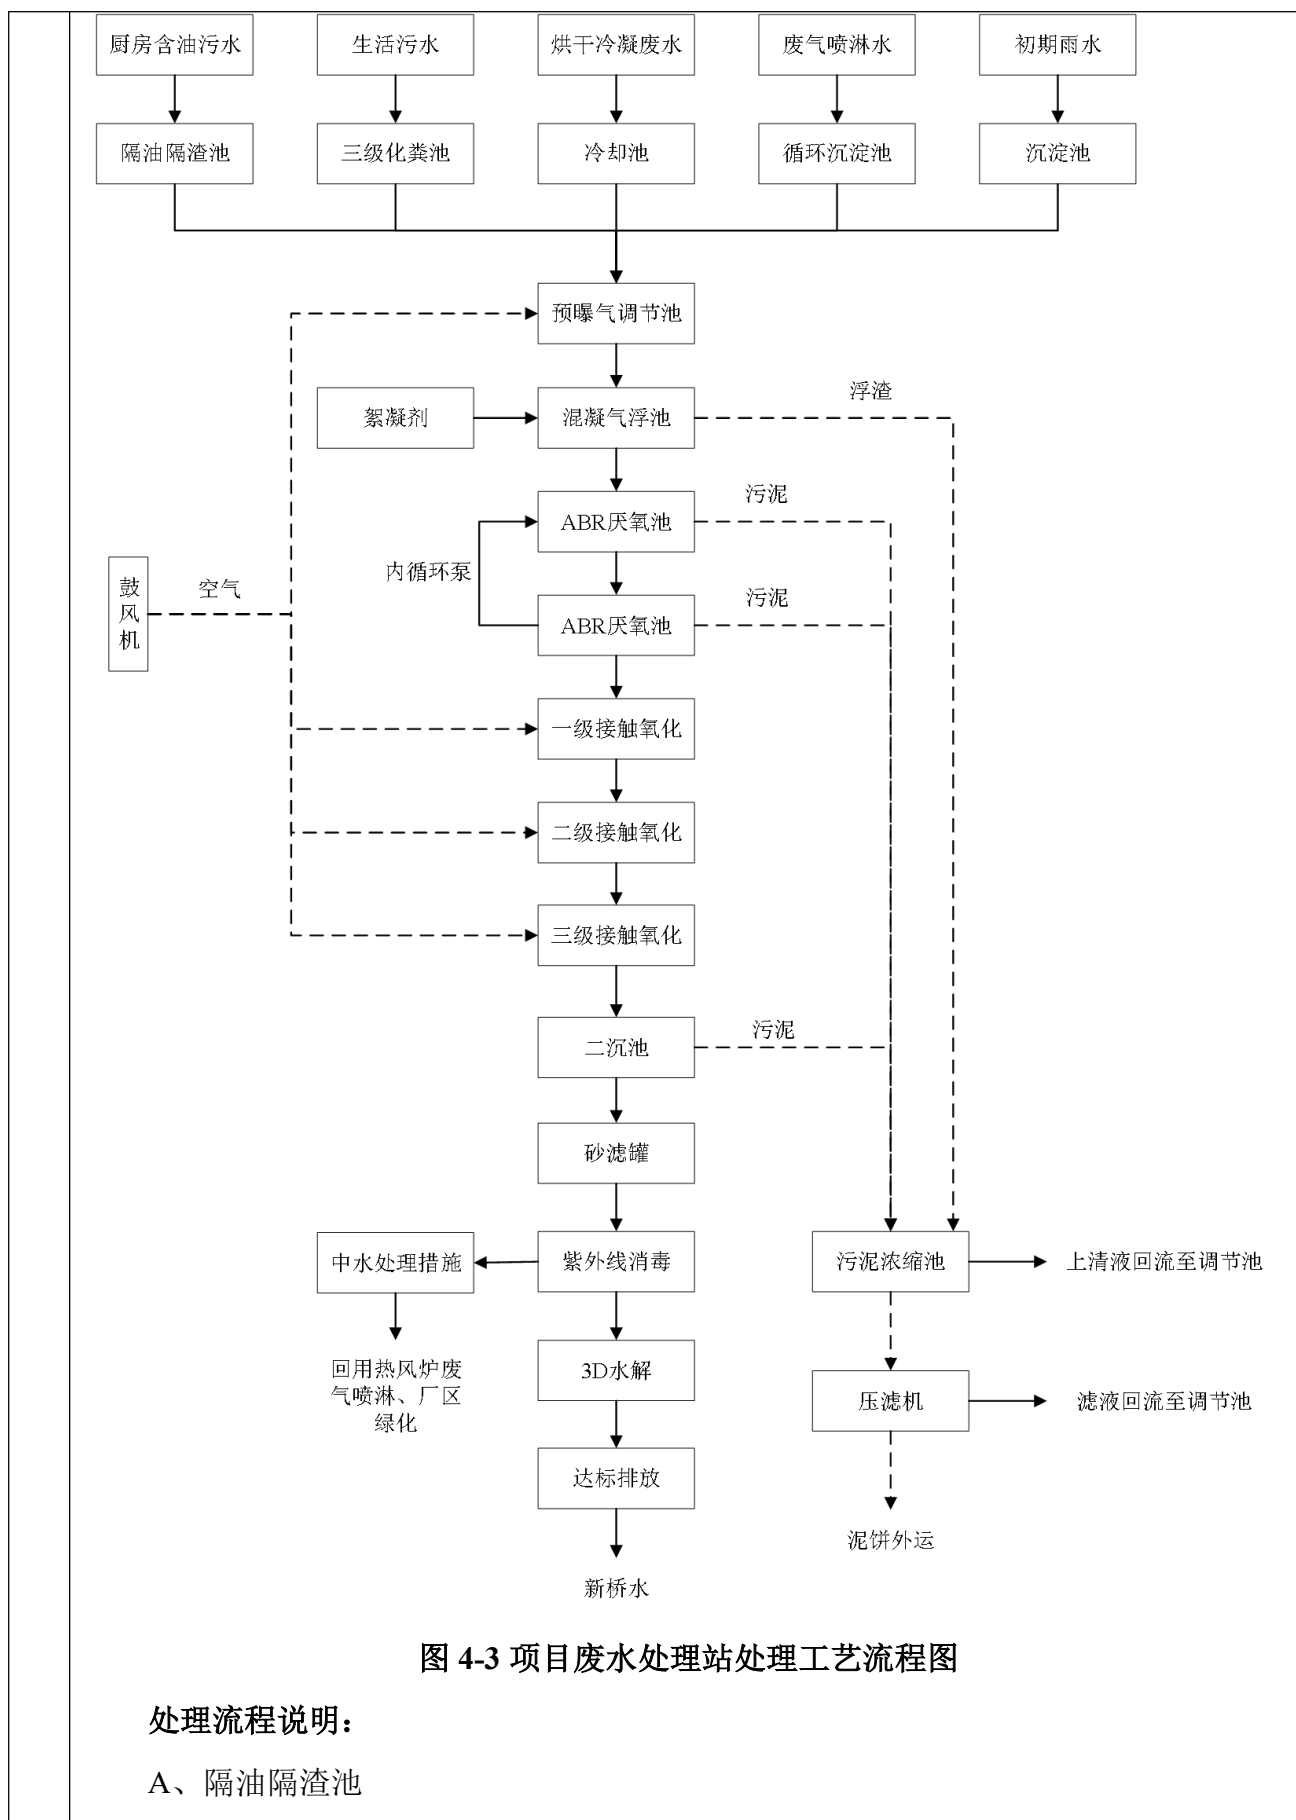 厨房含油污水
生活污水
烘干冷凝废水
废气喷淋水
初期雨水
隔油隔渣池
三级化粪池
冷却池
循环沉淀池
沉淀池
预曝气调节池
絮凝剂
混凝气浮池
浮渣
ABR厌氧池
污泥
内循环泵
鼓
风
机
空气
ABR厌氧池
污泥
一级接触氧化
二级接触氧化
三级接触氧化
二沉池
污泥
砂滤罐
中水处理措施
紫外线消毒
污泥浓缩池
上清液回流至调节池
回用热风炉废
气喷淋、厂区
绿化
3D水解
压滤机
滤液回流至调节池
达标排放
泥饼外运
新桥水
图 4-3 项目废水处理站处理工艺流程图
处理流程说明：
A、隔油隔渣池